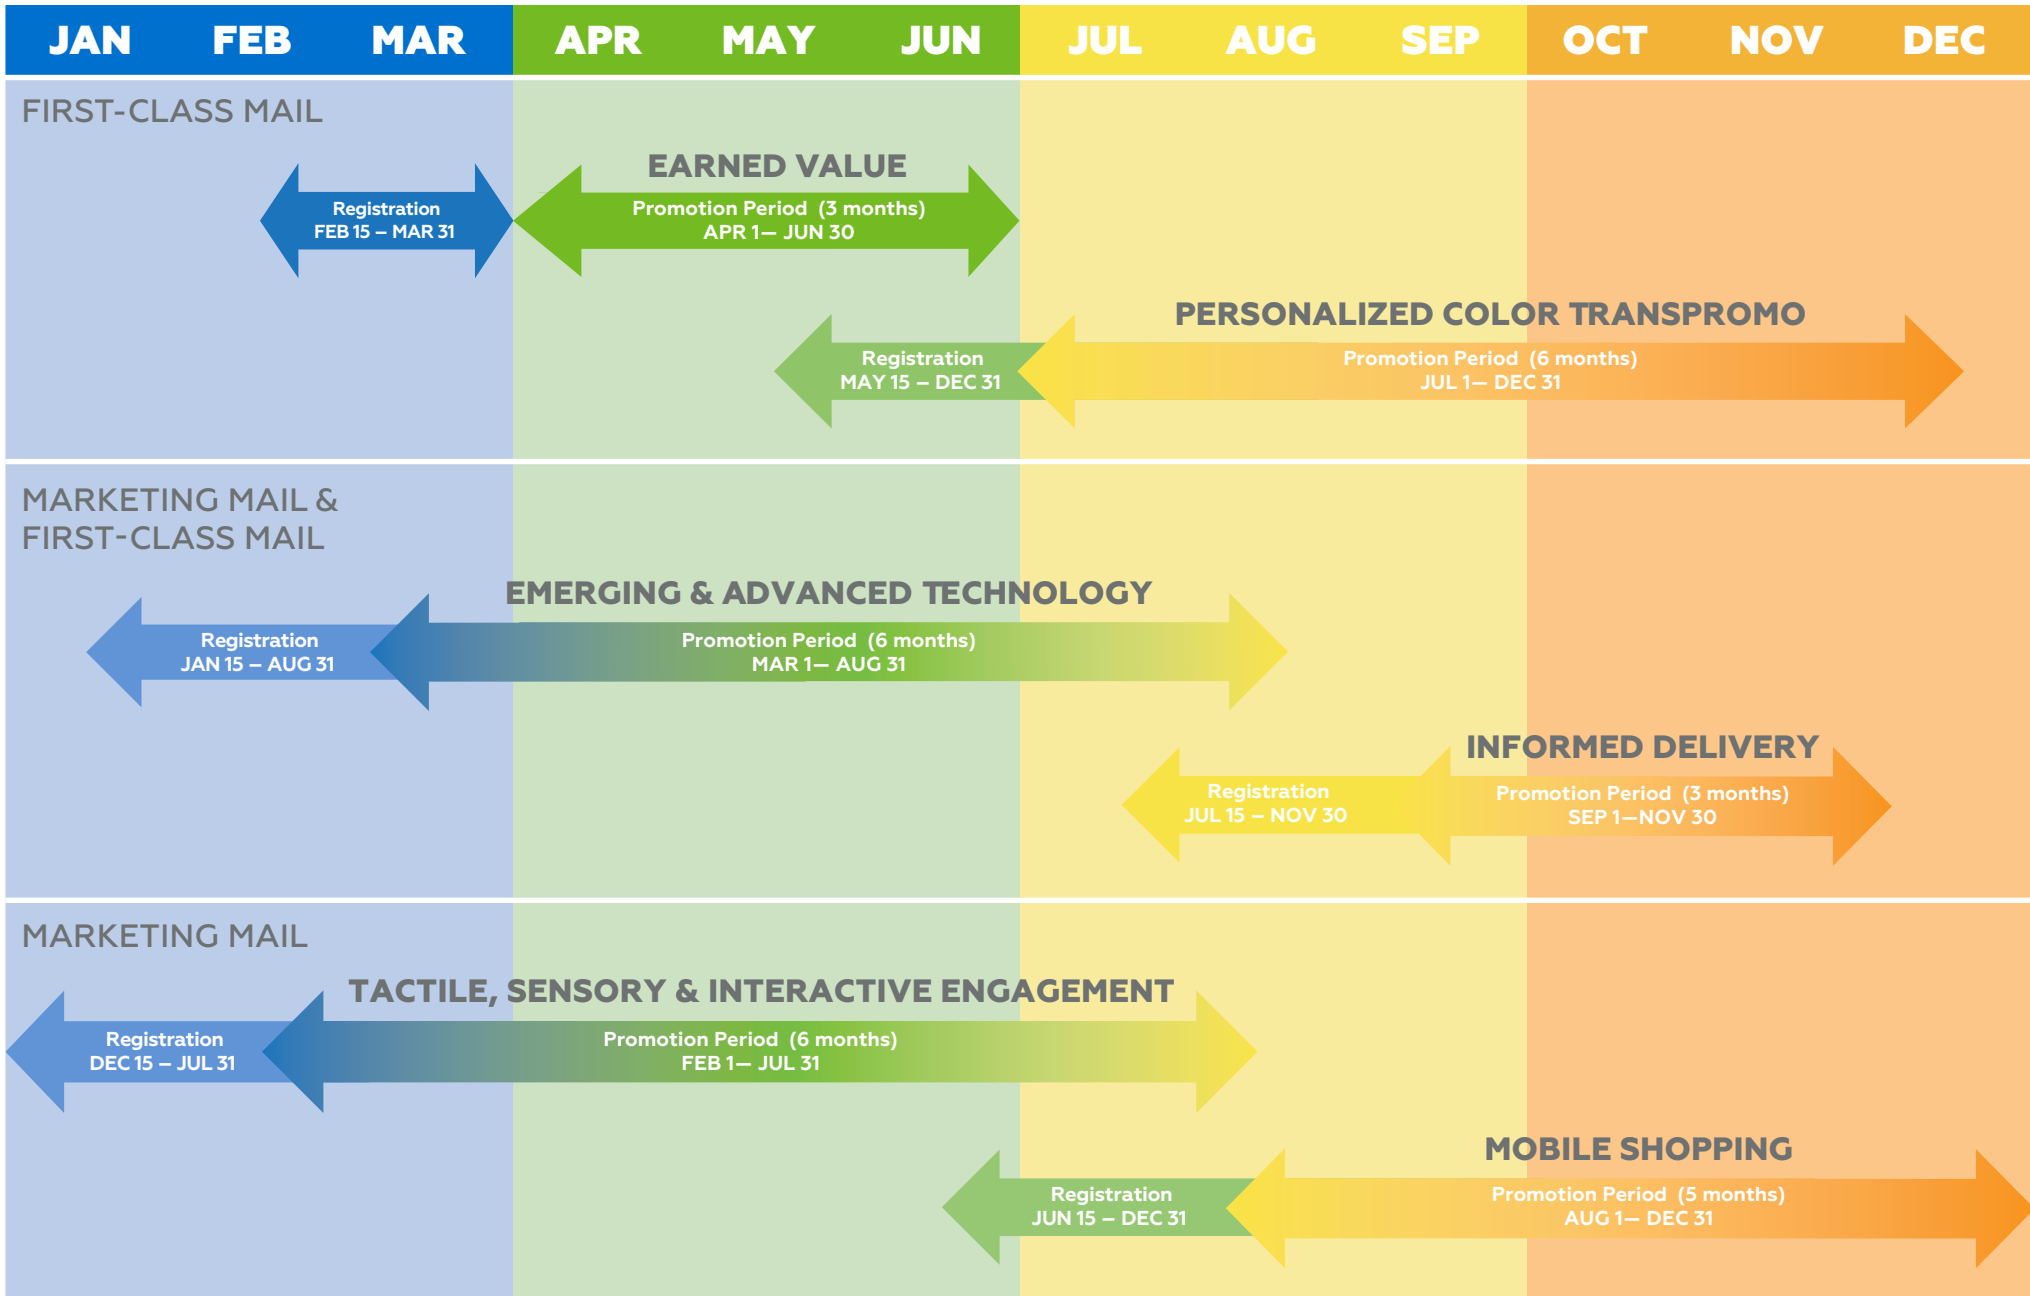 JAN FEB MAR APR MAY JUN JUL AUG SEP OCT NOV DEC
FIRST-CLASS MAIL
EARNED VALUE
Registration
FEB 15 – MAR 31
Promotion Period (3 months)
APR 1— JUN 30
PERSONALIZED COLOR TRANSPROMO
Registration
MAY 15 – DEC 31
Promotion Period (6 months)
JUL 1— DEC 31
MARKETING MAIL &
FIRST-CLASS MAIL
EMERGING & ADVANCED TECHNOLOGY
Registration
JAN 15 – AUG 31
Promotion Period (6 months)
MAR 1— AUG 31
INFORMED DELIVERY
Registration
JUL 15 – NOV 30
Promotion Period (3 months)
SEP 1—NOV 30
MARKETING MAIL
TACTILE, SENSORY & INTERACTIVE ENGAGEMENT
Registration
DEC 15 – JUL 31
Promotion Period (6 months)
FEB 1— JUL 31
MOBILE SHOPPING
Registration
JUN 15 – DEC 31
Promotion Period (5 months)
AUG 1— DEC 31